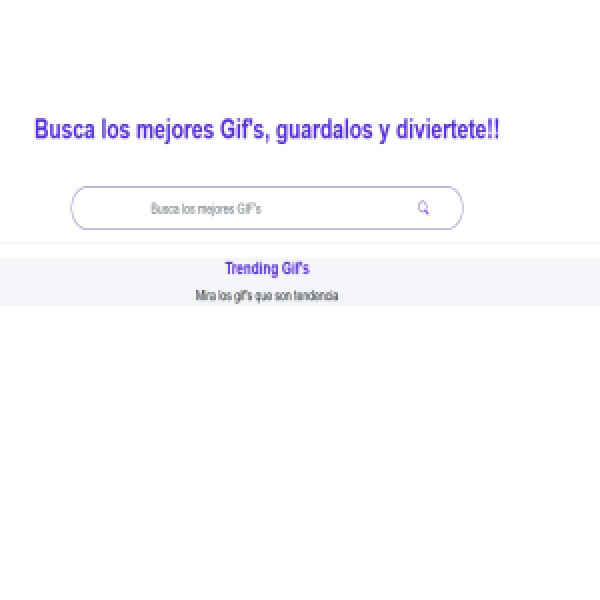 Busca los mejores Gif's, guardalos y diviertete!!
Busca los mejores GIF's
Trending Gif's
Mira los gif's que son tendencia